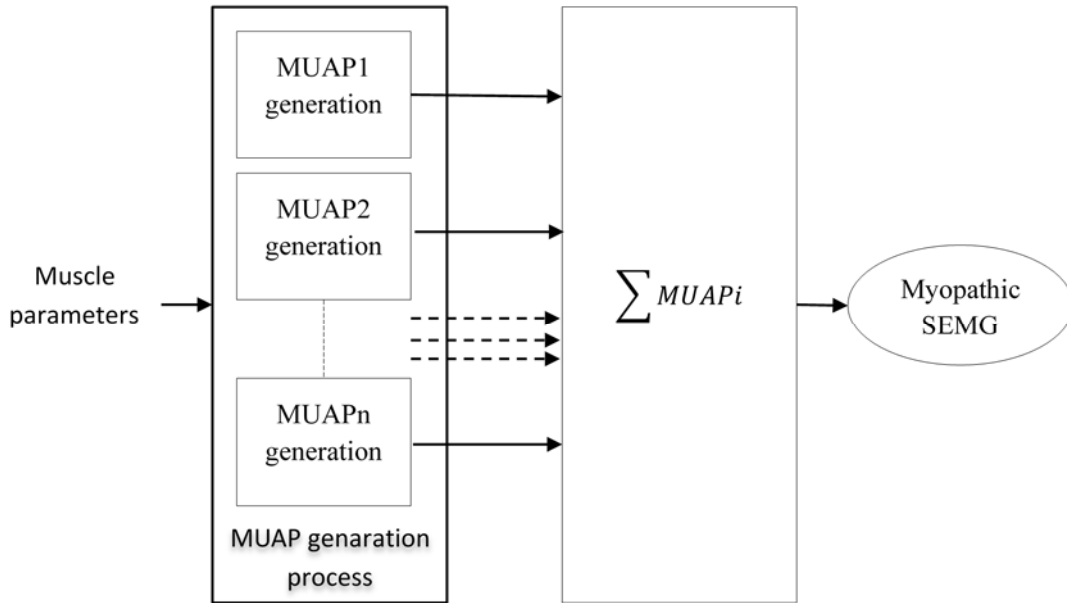 Muscle
parameters
MUAP1
generation
MUAP2
generation
MUAPn
generation
MUAP genaration
process
∑ MUAPi
Myopathic
SEMG